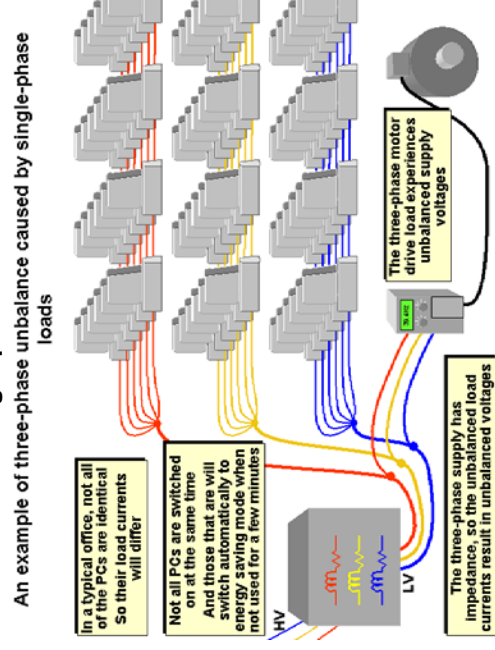 An example of three-phase unbalance caused by single-phase
loads
In a typical office, not all
of the PCs are identical
So their load currents
will differ
Not all PCs are switched
on at the same time
And those that are will
switch automatically to
energy saving mode when
not used for a few minutes
HV
LV
The three-phase motor
drive load experiences
unbalanced supply
voltages
The three-phase supply has
impedance, so the unbalanced load
currents result in unbalanced voltages